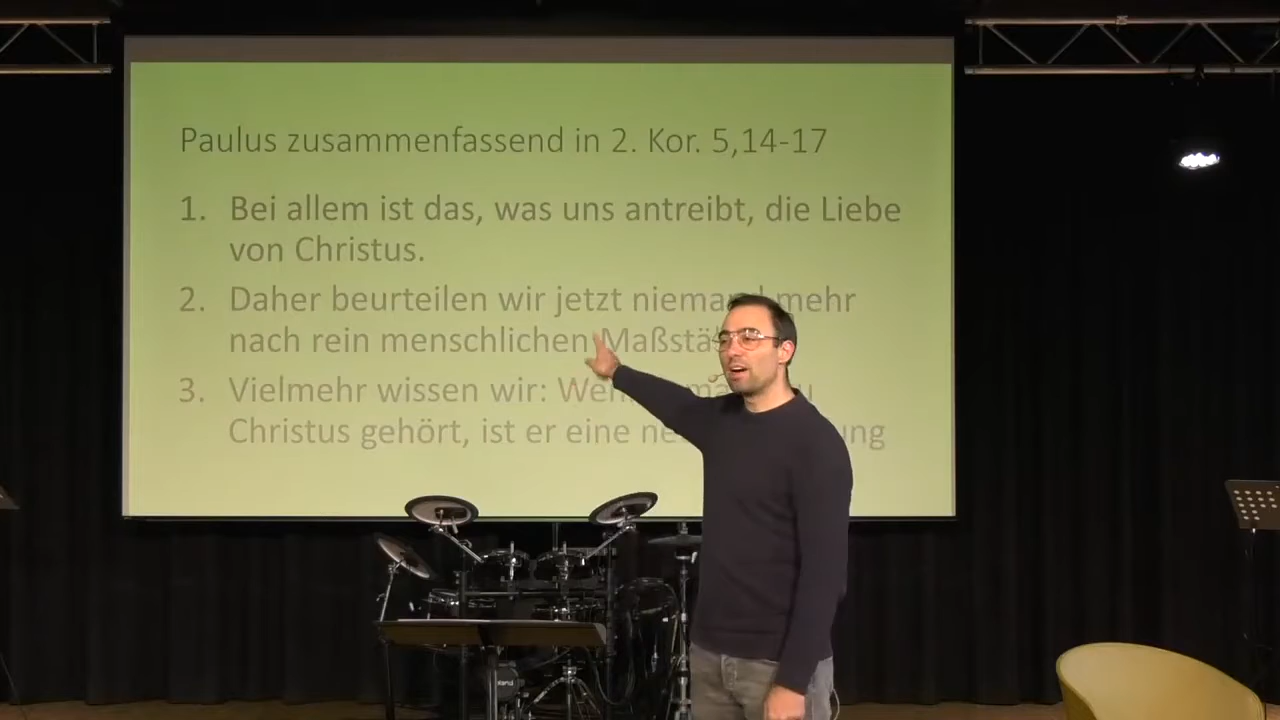 Paulus zusammenfassend in 2. Kor. 5,14-17
1. Bei allem ist das, was uns antreibt, die Liebe
von Christus.
2. Daher beurteilen wir jetzt niemand mehr
nach rein menschlichen
3. Vielmehr wissen wir:
Christus gehört, ist er eine